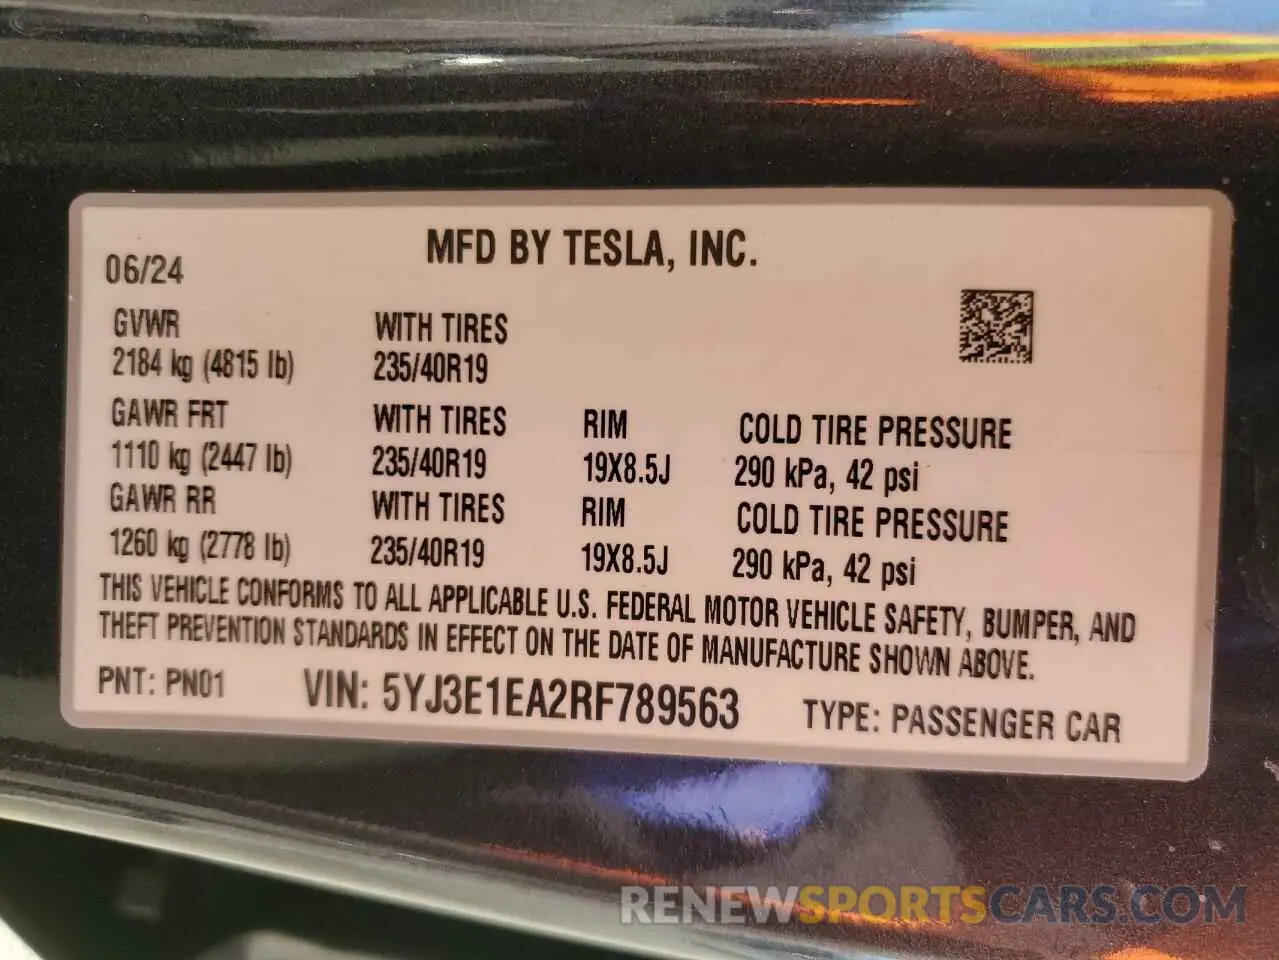 MFD BY TESLA, INC.
06/24
GVWR WITH TIRES
2184 kg (4815 lb) 235/40R19
GAWR FRT WITH TIRES RIM COLD TIRE PRESSURE
1110 kg (2447 lb) 235/40R19 19X8.5J 290 kPa, 42 psi
GAWR RR WITH TIRES RIM COLD TIRE PRESSURE
1260 kg (2778 lb) 235/40R19 19X8.5J 290 kPa, 42 psi
THIS VEHICLE CONFORMS TO ALL APPLICABLE U.S. FEDERAL MOTOR VEHICLE SAFETY, BUMPER, AND
THEFT PREVENTION STANDARDS IN EFFECT ON THE DATE OF MANUFACTURE SHOWN ABOVE.
PNT: PN01 VIN: 5YJ3E1EA2RF789563 TYPE: PASSENGER CAR
RENEWSPORTSCARS.COM